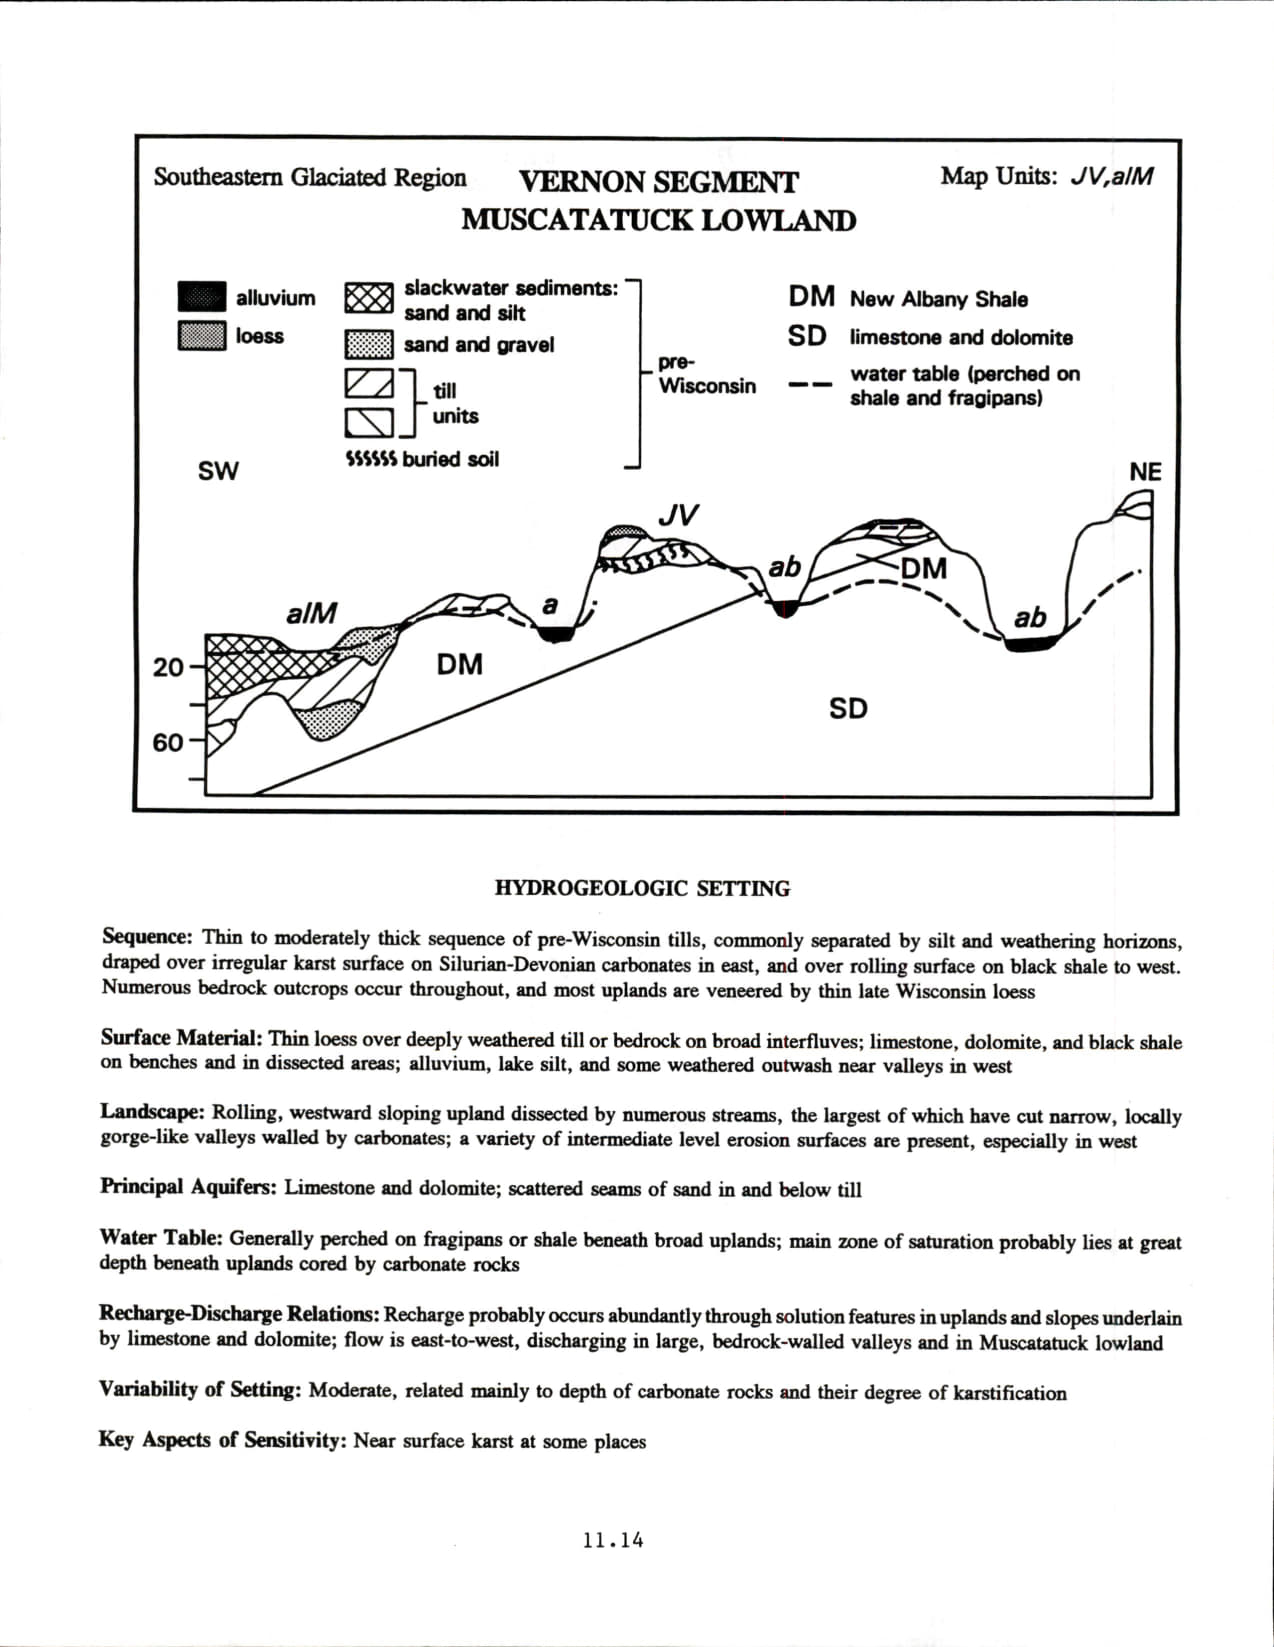 Southeastern Glaciated Region
VERNON SEGMENT
MUSCATATUCK LOWLAND
Map Units: JV,alM
alluvium
loess
slackwater sediments:
sand and silt
sand and gravel
till
units
buried soil
pre-
Wisconsin
DM New Albany Shale
SD limestone and dolomite
water table (perched on
shale and fragipans)
SW
NE
JV
ab
DM
a
alM
ab
20
DM
SD
60
HYDROGEOLOGIC SETTING
Sequence: Thin to moderately thick sequence of pre-Wisconsin tills, commonly separated by silt and weathering horizons,
draped over irregular karst surface on Silurian-Devonian carbonates in east, and over rolling surface on black shale to west.
Numerous bedrock outcrops occur throughout, and most uplands are veneered by thin late Wisconsin loess
Surface Material: Thin loess over deeply weathered till or bedrock on broad interfluves; limestone, dolomite, and black shale
on benches and in dissected areas; alluvium, lake silt, and some weathered outwash near valleys in west
Landscape: Rolling, westward sloping upland dissected by numerous streams, the largest of which have cut narrow, locally
gorge-like valleys walled by carbonates; a variety of intermediate level erosion surfaces are present, especially in west
Principal Aquifers: Limestone and dolomite; scattered seams of sand in and below till
Water Table: Generally perched on fragipans or shale beneath broad uplands; main zone of saturation probably lies at great
depth beneath uplands cored by carbonate rocks
Recharge-Discharge Relations: Recharge probably occurs abundantly through solution features in uplands and slopes underlain
by limestone and dolomite; flow is east-to-west, discharging in large, bedrock-walled valleys and in Muscatatuck lowland
Variability of Setting: Moderate, related mainly to depth of carbonate rocks and their degree of karstification
Key Aspects of Sensitivity: Near surface karst at some places
11.14